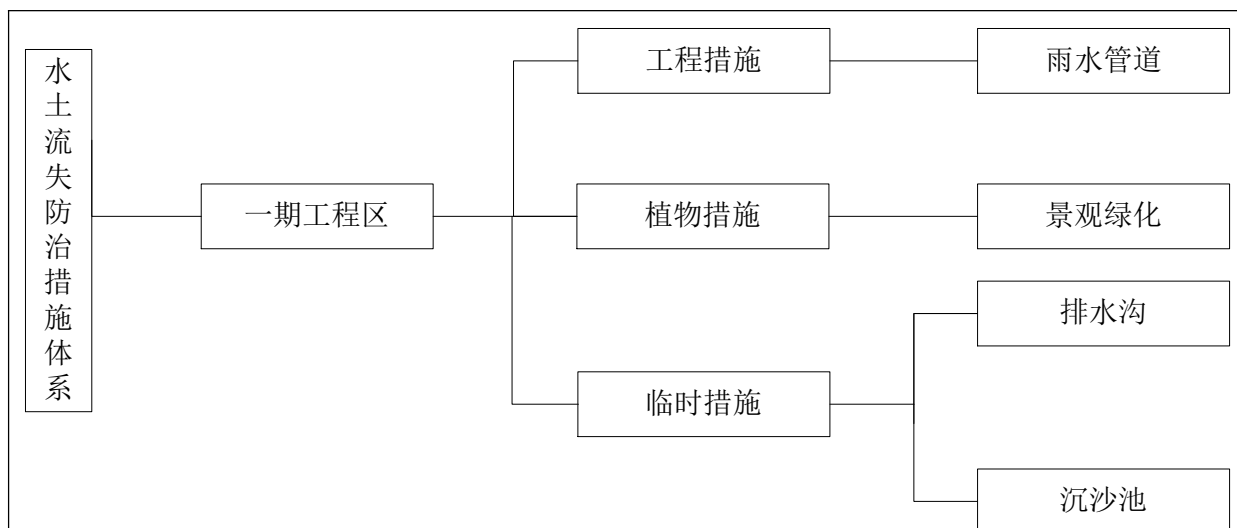 水土流失防治措施体系
一期工程区
工程措施
雨水管道
植物措施
景观绿化
临时措施
排水沟
沉沙池